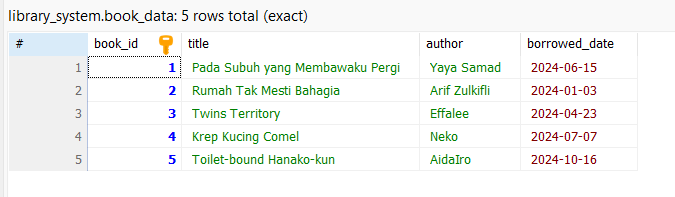 library_system.book_data: 5 rows total (exact)
# book_id title author borrowed_date
1 1 Pada Subuh yang Membawaku Pergi Yaya Samad 2024-06-15
2 2 Rumah Tak Mesti Bahagia Arif Zulkifli 2024-01-03
3 3 Twins Territory Effalee 2024-04-23
4 4 Krep Kucing Comel Neko 2024-07-07
5 5 Toilet-bound Hanako-kun AidaIro 2024-10-16